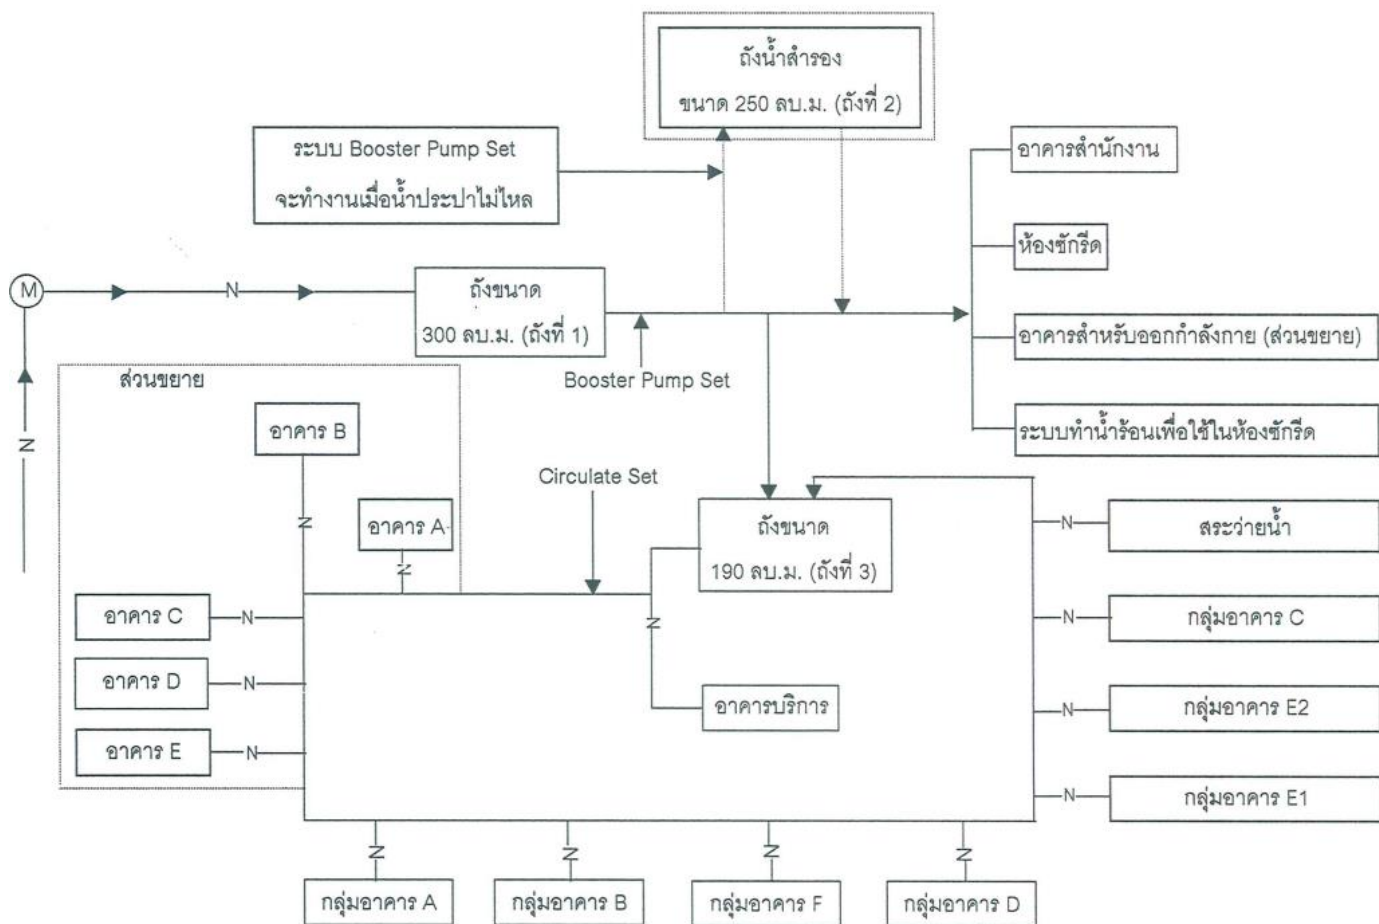 ถังน้ำสำรอง
ขนาด 250 ลบ.ม. (ถังที่ 2)
ระบบ Booster Pump Set
จะทำงานเมื่อน้ำประปาไม่ไหล
อาคารสำนักงาน
ห้องซักรีด
M
N
ถังขนาด
300 ลบ.ม. (ถังที่ 1)
อาคารสำหรับออกกำลังกาย (ส่วนขยาย)
Booster Pump Set
ระบบทำน้ำร้อนเพื่อใช้ในห้องซักรีด
N
ส่วนขยาย
อาคาร B
N
อาคาร A
N
Circulate Set
ถังขนาด
190 ลบ.ม. (ถังที่ 3)
N
สระว่ายน้ำ
อาคาร C
N
N
N
กลุ่มอาคาร C
อาคาร D
N
อาคารบริการ
N
กลุ่มอาคาร E2
อาคาร E
N
N
กลุ่มอาคาร E1
N
N
N
N
กลุ่มอาคาร A
กลุ่มอาคาร B
กลุ่มอาคาร F
กลุ่มอาคาร D